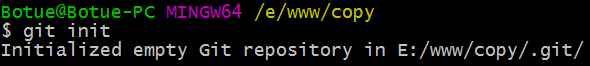 Botue@Botue-PC MINGW64 /e/www/copy
$ git init
Initialized empty Git repository in E:/www/copy/.git/